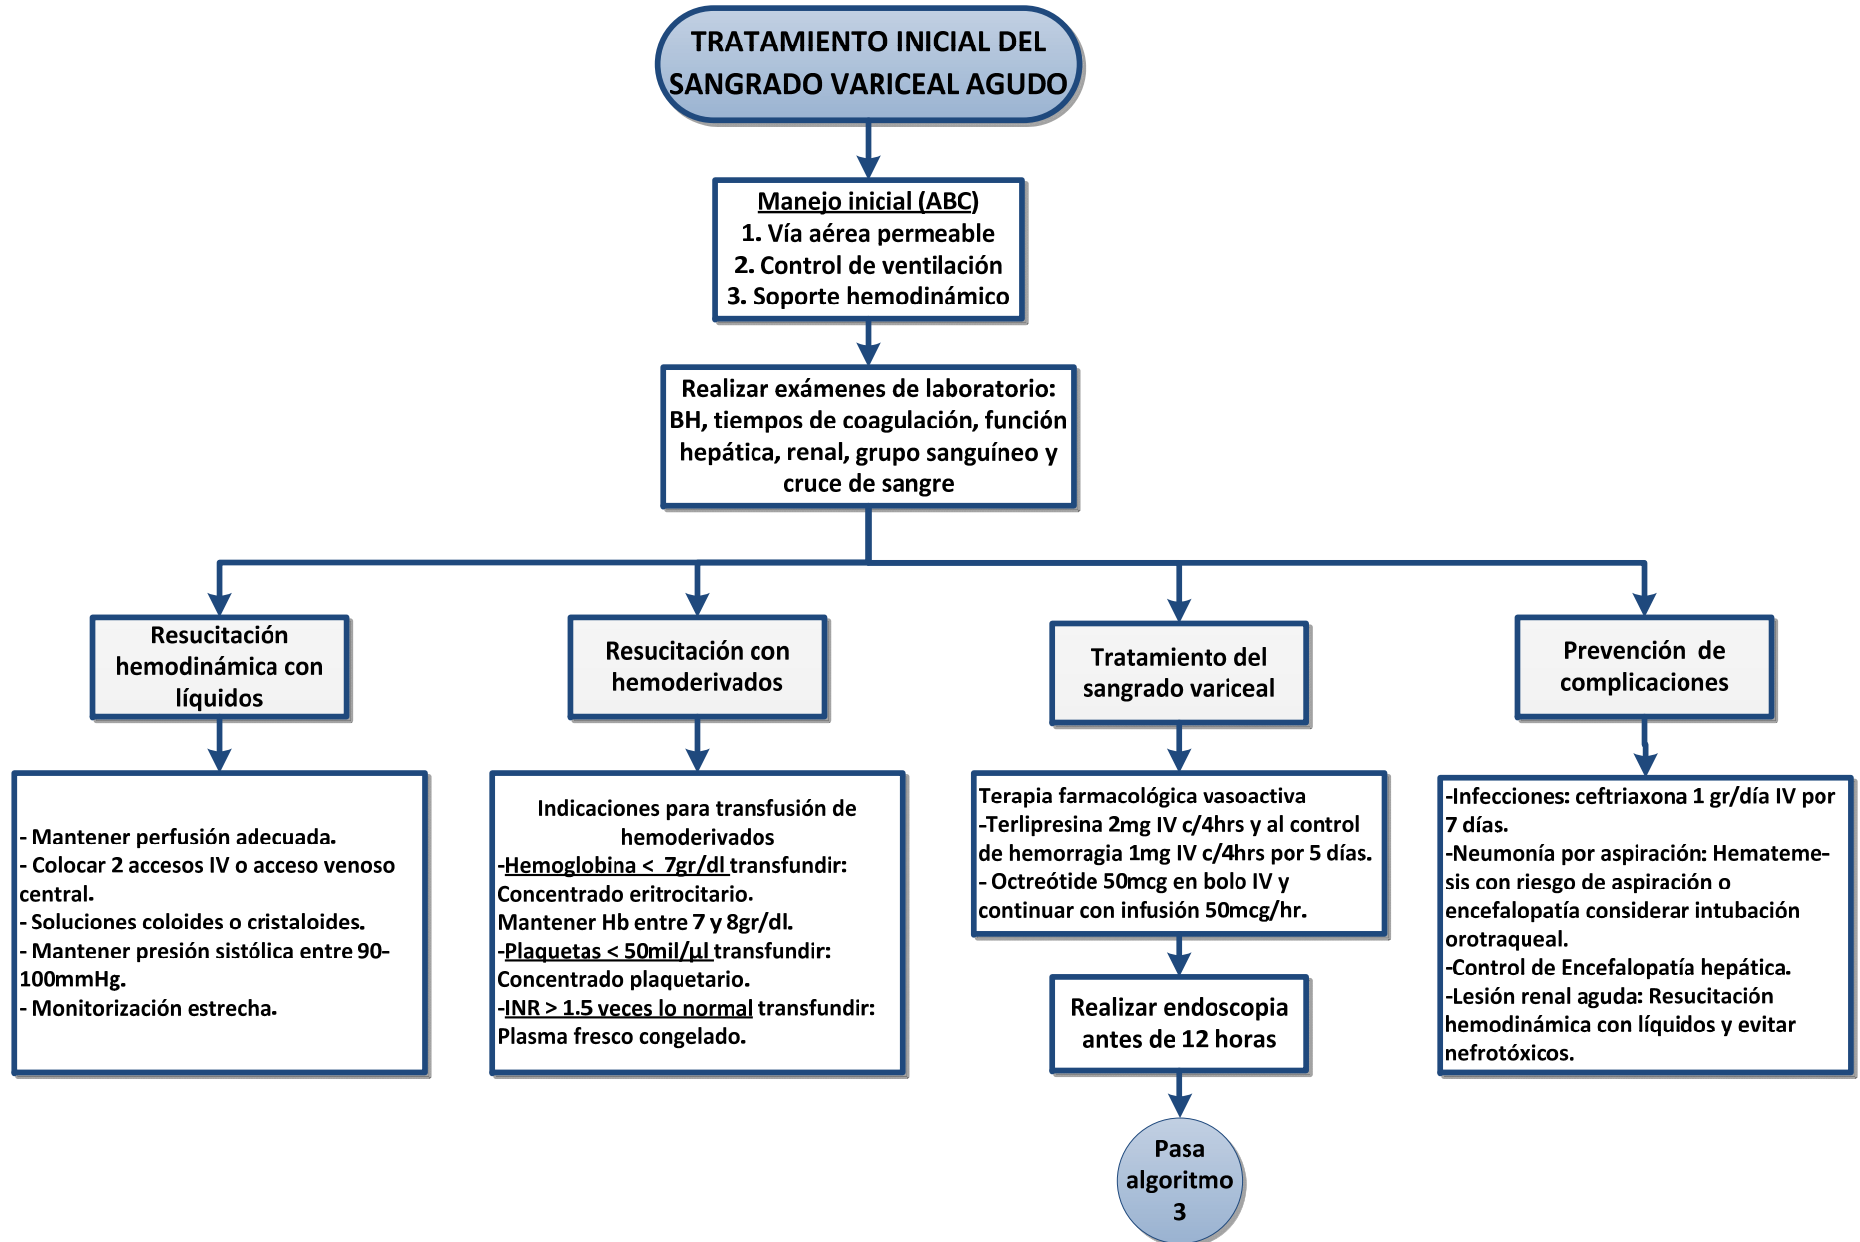 TRATAMIENTO INICIAL DEL
SANGRADO VARICEAL AGUDO
Manejo inicial (ABC)
1. Vía aérea permeable
2. Control de ventilación
3. Soporte hemodinámico
Realizar exámenes de laboratorio:
BH, tiempos de coagulación, función
hepática, renal, grupo sanguíneo y
cruce de sangre
Resucitación
hemodinámica con
líquidos
- Mantener perfusión adecuada.
- Colocar 2 accesos IV o acceso venoso
central.
- Soluciones coloides o cristaloides.
- Mantener presión sistólica entre 90-
100mmHg.
- Monitorización estrecha.
Resucitación con
hemoderivados
Indicaciones para transfusión de
hemoderivados
-Hemoglobina < 7gr/dl transfundir:
Concentrado eritrocitario.
Mantener Hb entre 7 y 8gr/dl.
-Plaquetas < 50mil/µl transfundir:
Concentrado plaquetario.
-INR > 1.5 veces lo normal transfundir:
Plasma fresco congelado.
Tratamiento del
sangrado variceal
Terapia farmacológica vasoactiva
-Terlipresina 2mg IV c/4hrs y al control
de hemorragia 1mg IV c/4hrs por 5 días.
- Octreótide 50mcg en bolo IV y
continuar con infusión 50mcg/hr.
Realizar endoscopia
antes de 12 horas
Pasa
algoritmo
3
Prevención de
complicaciones
-Infecciones: ceftriaxona 1 gr/día IV por
7 días.
-Neumonía por aspiración: Hemateme-
sis con riesgo de aspiración o
encefalopatía considerar intubación
orotraqueal.
-Control de Encefalopatía hepática.
-Lesión renal aguda: Resucitación
hemodinámica con líquidos y evitar
nefrotóxicos.